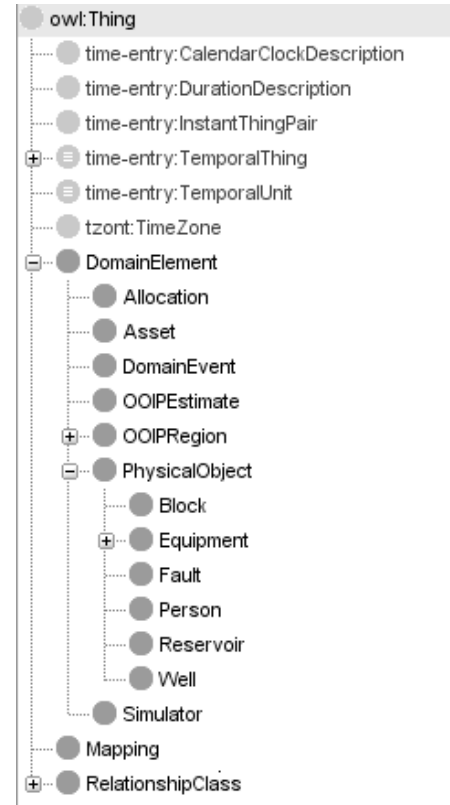 owl:Thing
time-entry:CalendarClockDescription
time-entry:DurationDescription
time-entry:InstantThingPair
time-entry:TemporalThing
time-entry:TemporalUnit
tzont:TimeZone
DomainElement
Allocation
Asset
DomainEvent
OOIPEstimate
OOIPRegion
PhysicalObject
Block
Equipment
Fault
Person
Reservoir
Well
Simulator
Mapping
RelationshipClass